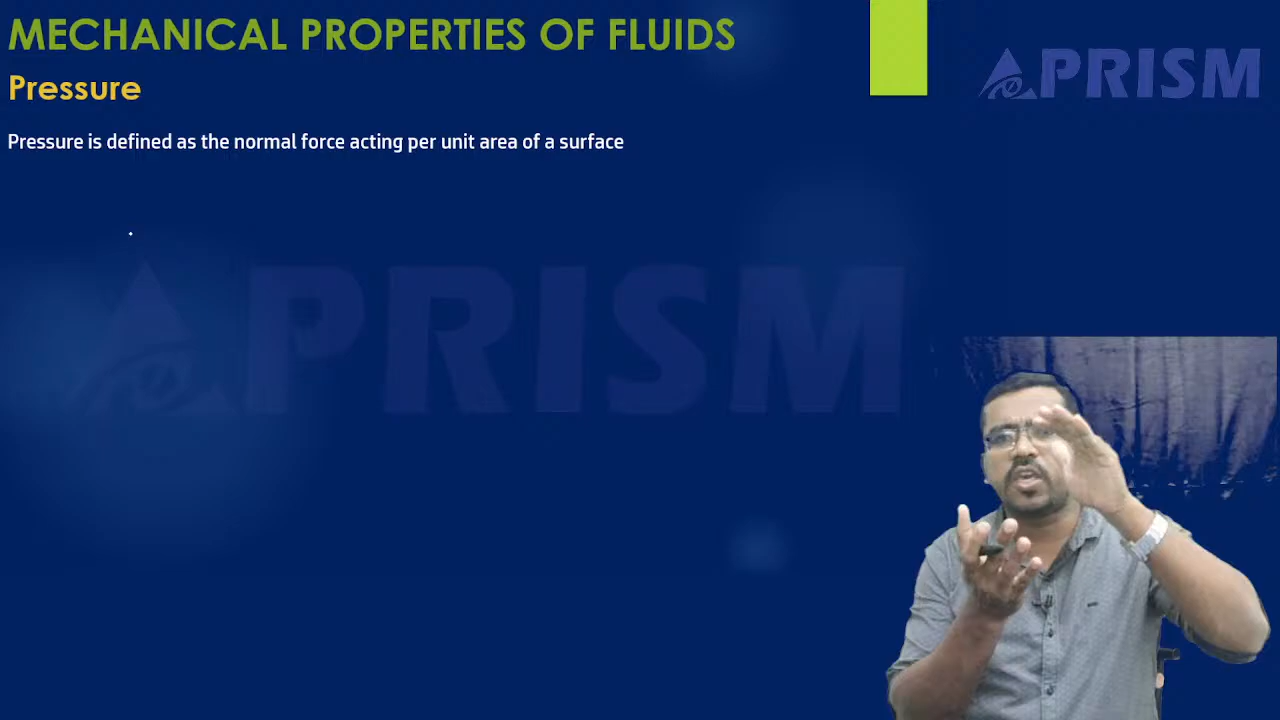 MECHANICAL PROPERTIES OF FLUIDS
PRISM
Pressure
Pressure is defined as the normal force acting per unit area of a surface
PRISM